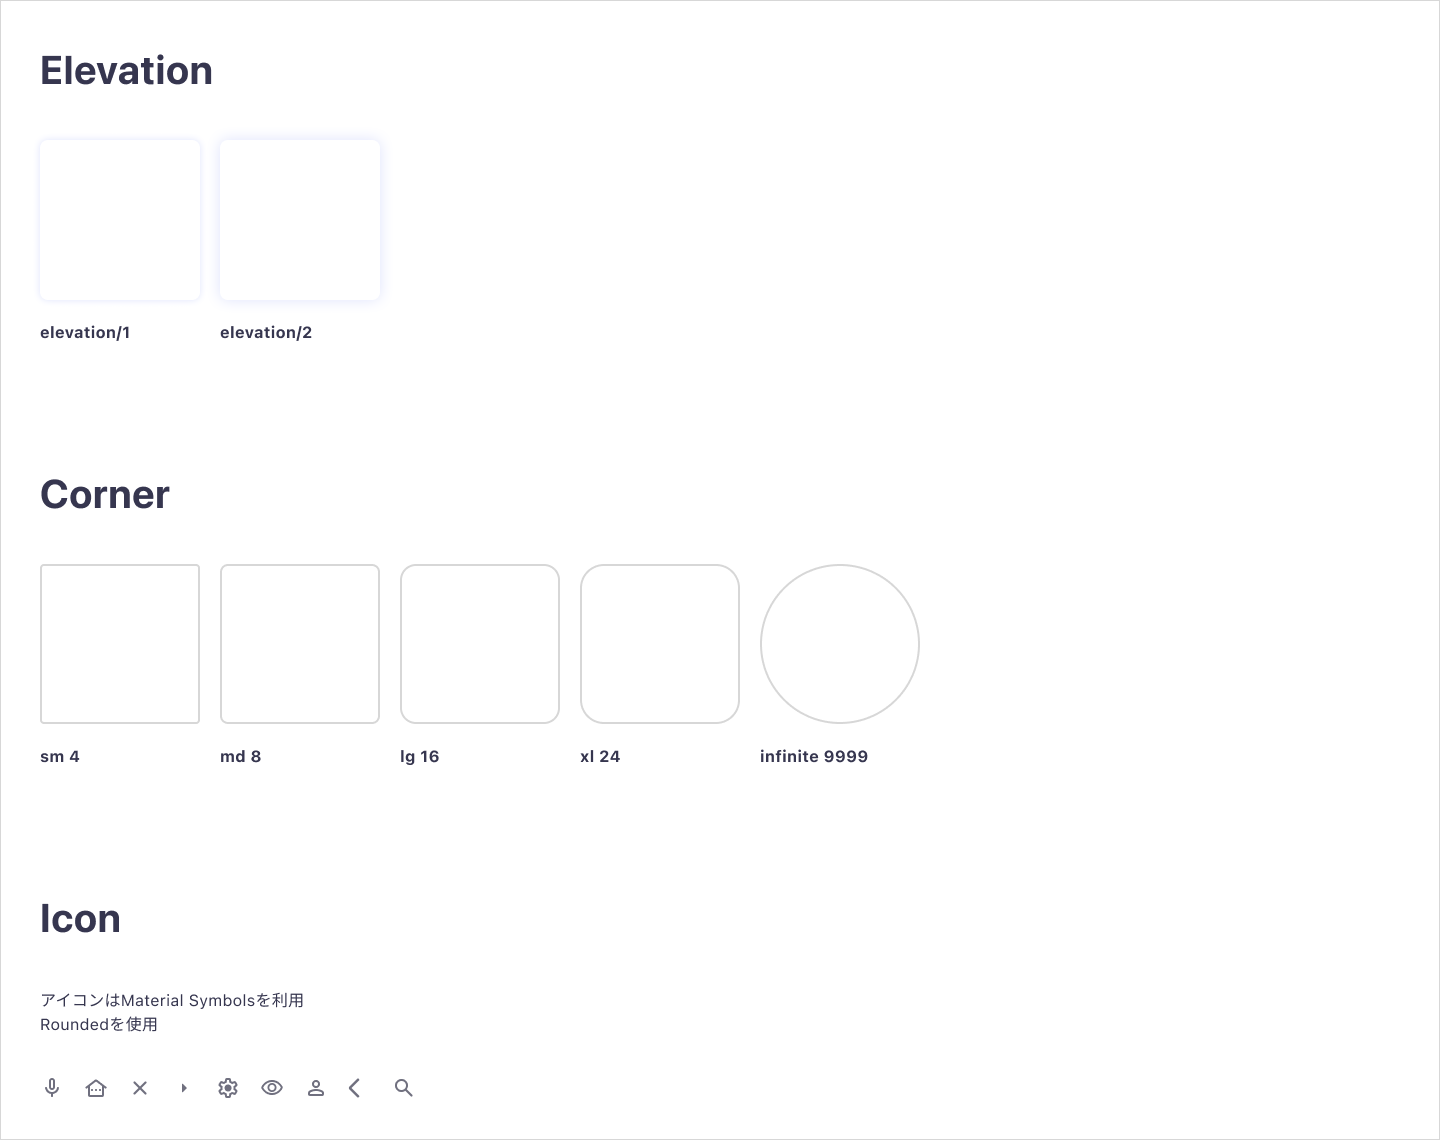 Elevation
elevation/1
elevation/2
Corner
sm 4
md 8
lg 16
xl 24
infinite 9999
Icon
アイコンはMaterial Symbolsを利用
Roundedを使用